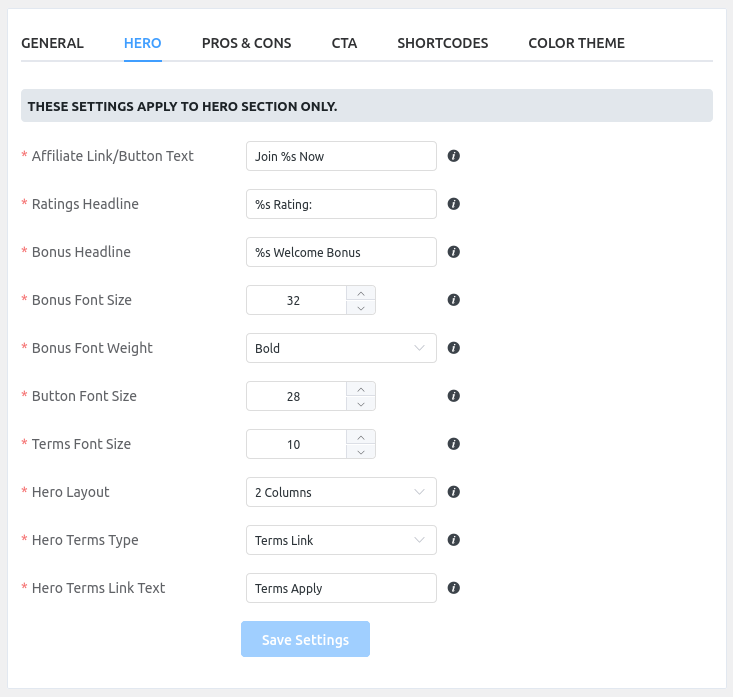 GENERAL HERO PROS & CONS CTA SHORTCODES COLOR THEME
THESE SETTINGS APPLY TO HERO SECTION ONLY.
* Affiliate Link/Button Text Join %s Now i
* Ratings Headline %s Rating: i
* Bonus Headline %s Welcome Bonus i
* Bonus Font Size 32 i
* Bonus Font Weight Bold i
* Button Font Size 28 i
* Terms Font Size 10 i
* Hero Layout 2 Columns i
* Hero Terms Type Terms Link i
* Hero Terms Link Text Terms Apply i
Save Settings